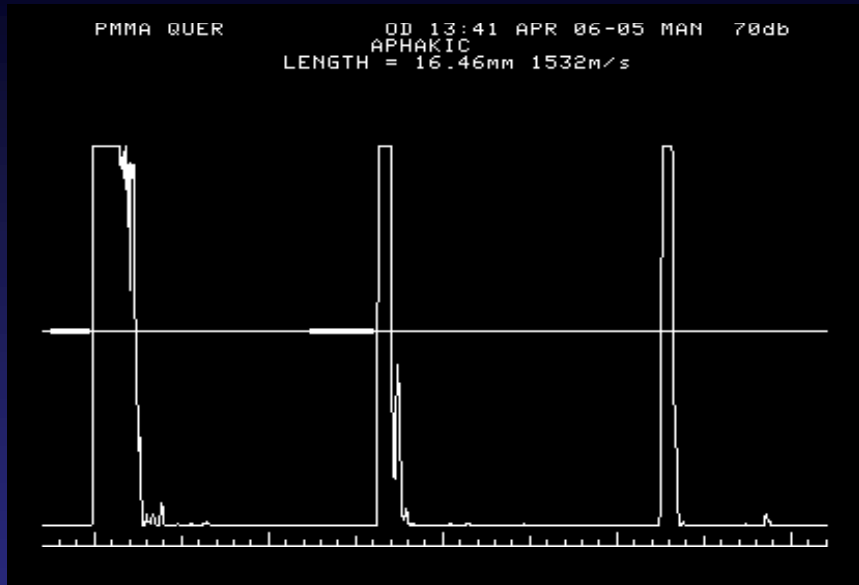 PMMA QUER OD 13:41 APR 06-05 MAN 70db
APHAKIC
LENGTH = 16.46mm 1532m/s